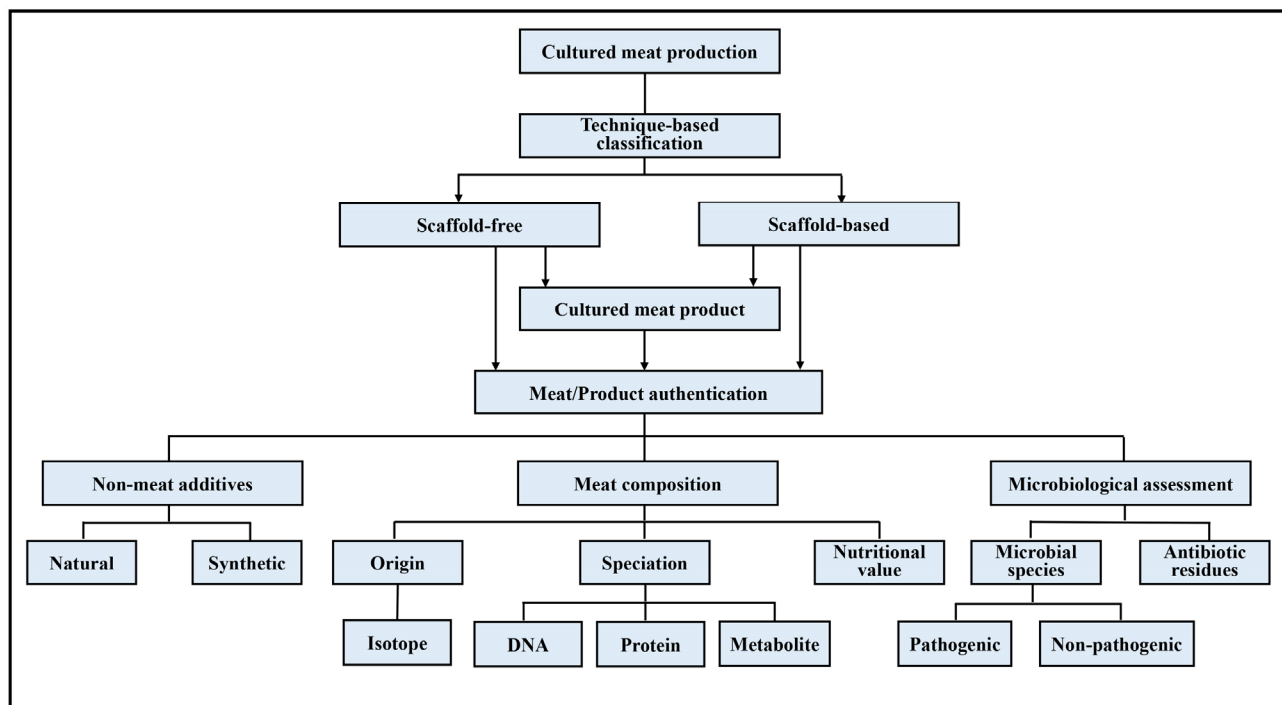 Cultured meat production
Technique-based
classification
Scaffold-free
Scaffold-based
Cultured meat product
Meat/Product authentication
Non-meat additives
Meat composition
Microbiological assessment
Natural
Synthetic
Origin
Speciation
Nutritional
value
Microbial
species
Antibiotic
residues
Isotope
DNA
Protein
Metabolite
Pathogenic
Non-pathogenic